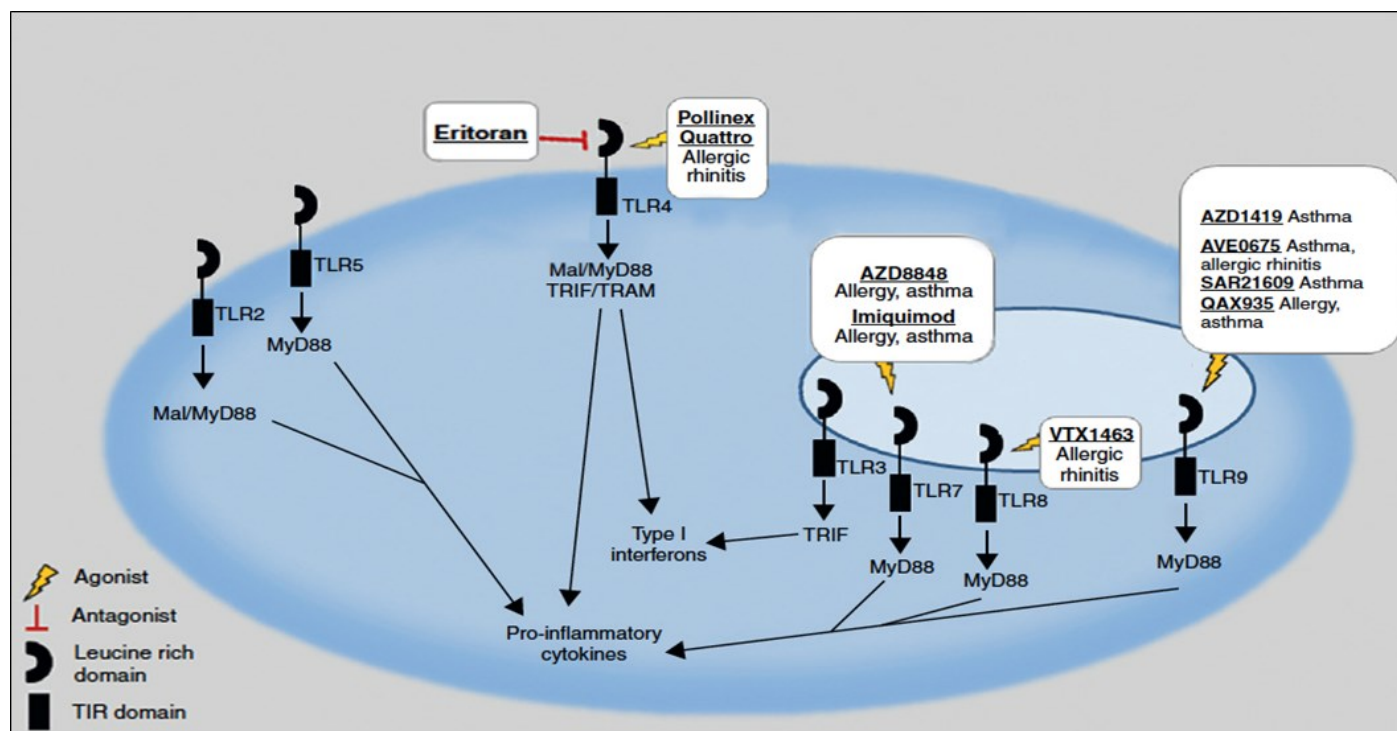 Eritoran
Pollinex
Quattro
Allergic
rhinitis
TLR4
Mal/MyD88
TRIF/TRAM
TLR5
MyD88
TLR2
Mal/MyD88
AZD8848
Allergy, asthma
Imiquimod
Allergy, asthma
AZD1419 Asthma
AVE0675 Asthma,
allergic rhinitis
SAR21609 Asthma
QAX935 Allergy,
asthma
VTX1463
Allergic
rhinitis
TLR3
TLR7
TLR8
TLR9
TRIF
MyD88
MyD88
MyD88
Type I
interferons
Pro-inflammatory
cytokines
Agonist
Antagonist
Leucine rich
domain
TIR domain